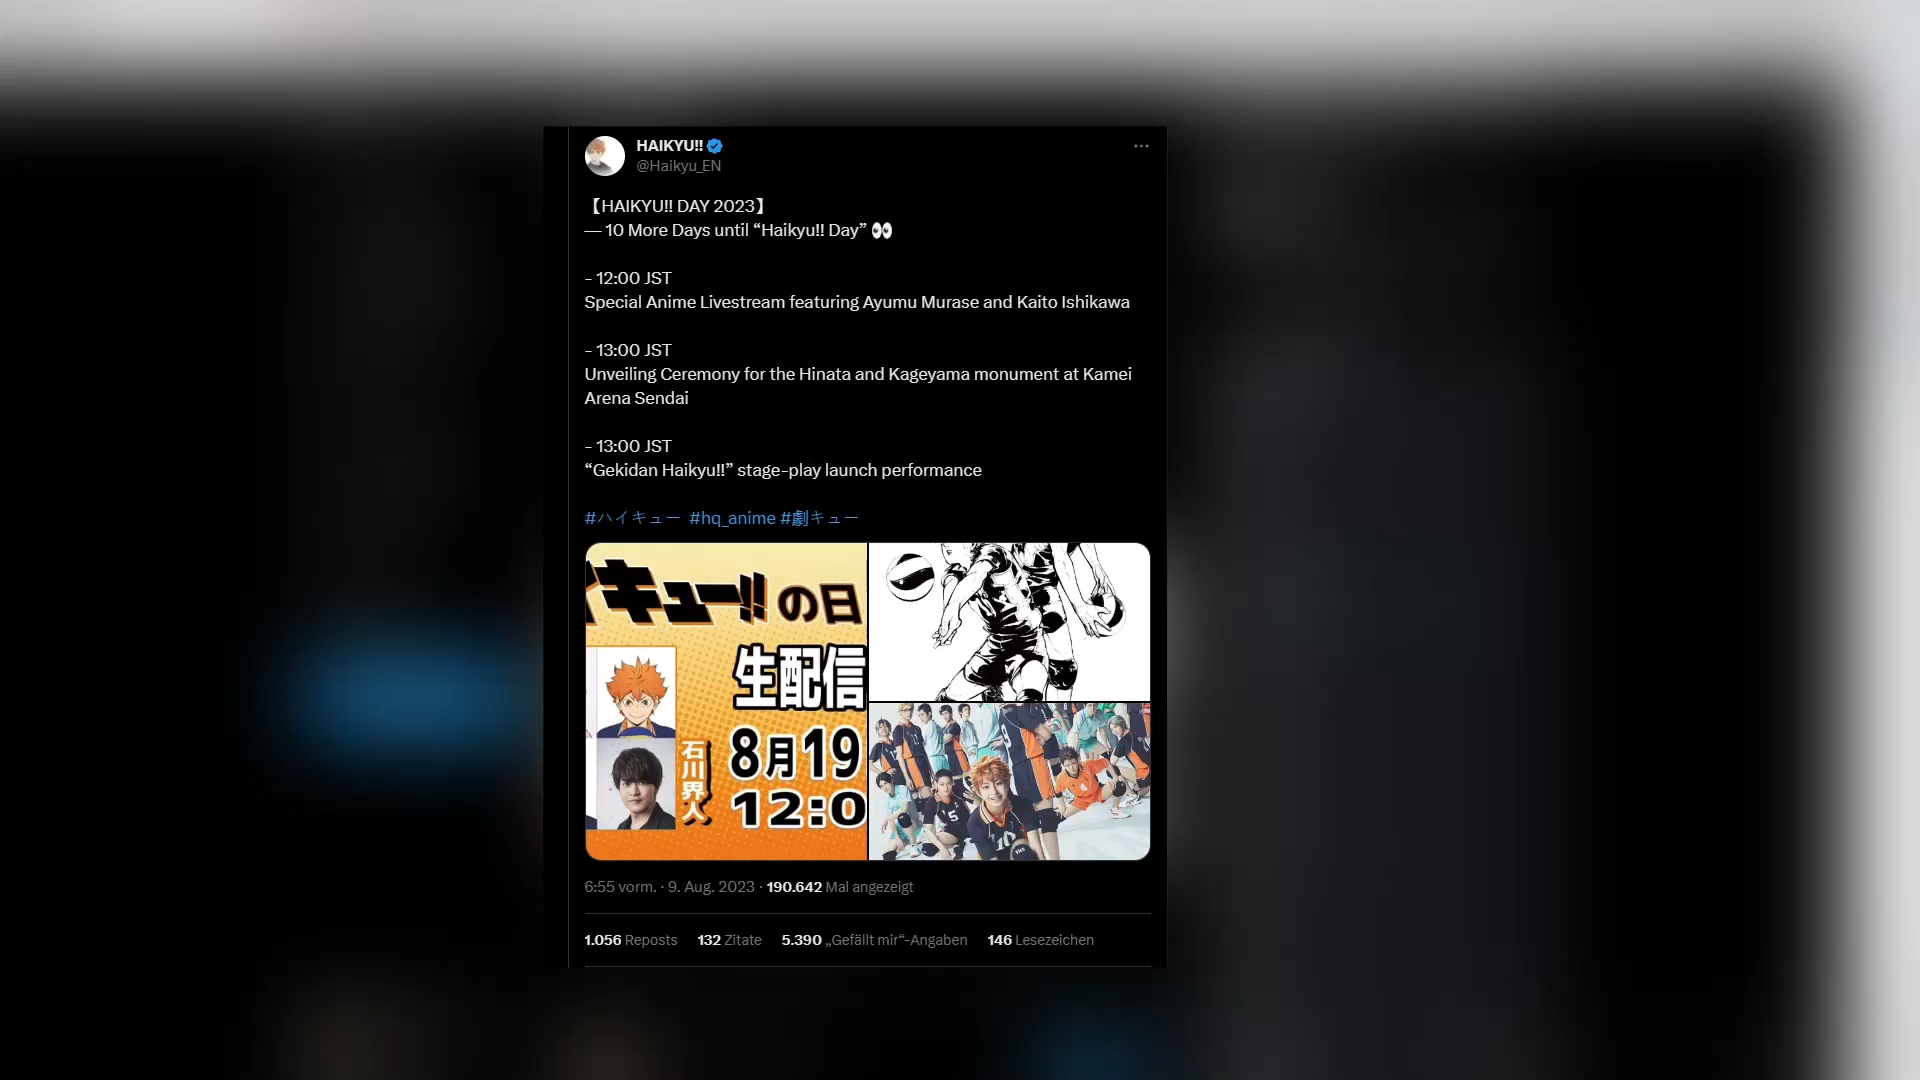 HAIKYU!!
@Haikyu_EN
【HAIKYU!! DAY 2023】
— 10 More Days until “Haikyu!! Day” 👀
- 12:00 JST
Special Anime Livestream featuring Ayumu Murase and Kaito Ishikawa
- 13:00 JST
Unveiling Ceremony for the Hinata and Kageyama monument at Kamei
Arena Sendai
- 13:00 JST
“Gekidan Haikyu!!” stage-play launch performance
#ハイキュー #hq_anime #劇キュー
イキュー!! の日
生配信
石川界人
8月19
12:0
5
10
6:55 vorm. · 9. Aug. 2023 · 190.642 Mal angezeigt
1.056 Reposts 132 Zitate 5.390 „Gefällt mir“-Angaben 146 Lesezeichen